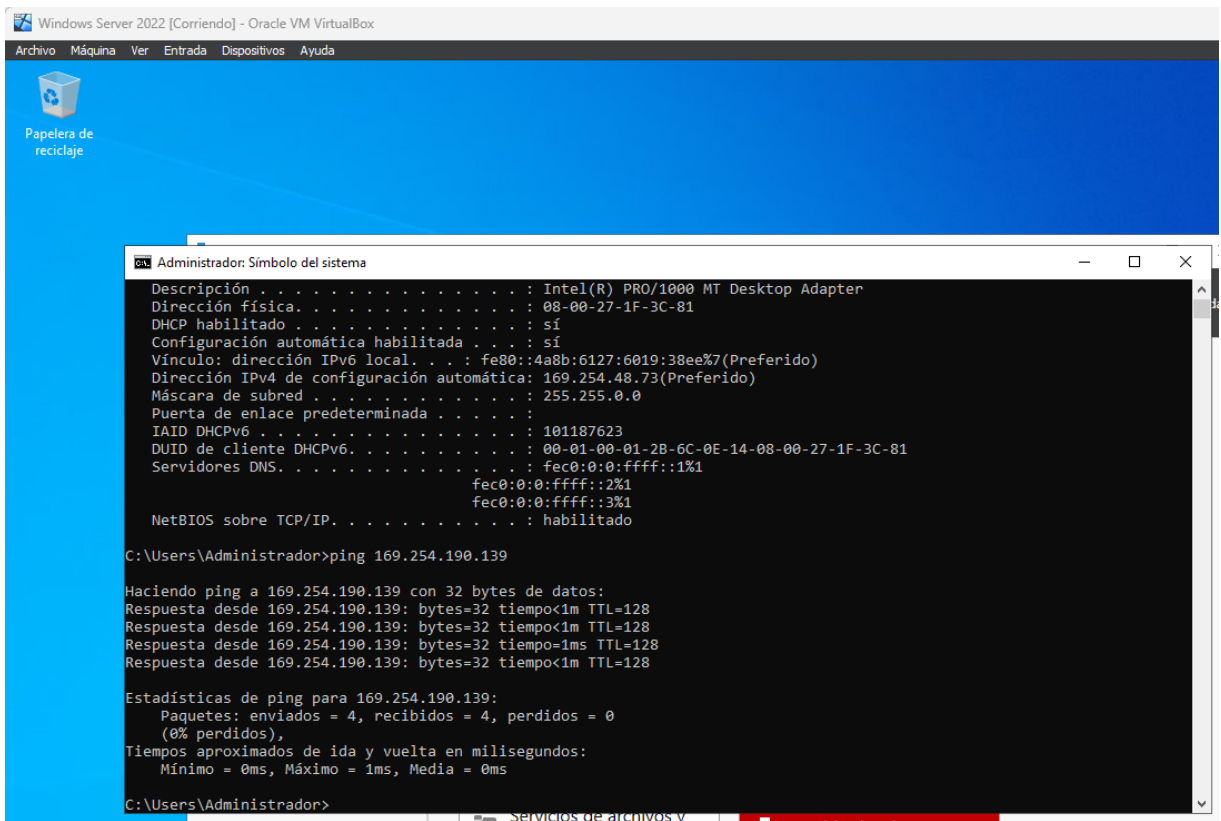 Windows Server 2022 [Corriendo] - Oracle VM VirtualBox
Archivo Máquina Ver Entrada Dispositivos Ayuda
Papelera de
reciclaje
Administrador: Símbolo del sistema
Descripción . . . . . . . . . . . . . . . : Intel(R) PRO/1000 MT Desktop Adapter
Dirección física. . . . . . . . . . . . . : 08-00-27-1F-3C-81
DHCP habilitado . . . . . . . . . . . . . : sí
Configuración automática habilitada . . . : sí
Vínculo: dirección IPv6 local. . . : fe80::4a8b:6127:6019:38ee%7(Preferido)
Dirección IPv4 de configuración automática: 169.254.48.73(Preferido)
Máscara de subred . . . . . . . . . . . . : 255.255.0.0
Puerta de enlace predeterminada . . . . . :
IAID DHCPv6 . . . . . . . . . . . . . . . : 101187623
DUID de cliente DHCPv6. . . . . . . . . . : 00-01-00-01-2B-6C-0E-14-08-00-27-1F-3C-81
Servidores DNS. . . . . . . . . . . . . . : fec0:0:0:ffff::1%1
fec0:0:0:ffff::2%1
fec0:0:0:ffff::3%1
NetBIOS sobre TCP/IP. . . . . . . . . . . : habilitado
C:\Users\Administrador>ping 169.254.190.139
Haciendo ping a 169.254.190.139 con 32 bytes de datos:
Respuesta desde 169.254.190.139: bytes=32 tiempo<1m TTL=128
Respuesta desde 169.254.190.139: bytes=32 tiempo<1m TTL=128
Respuesta desde 169.254.190.139: bytes=32 tiempo=1ms TTL=128
Respuesta desde 169.254.190.139: bytes=32 tiempo<1m TTL=128
Estadísticas de ping para 169.254.190.139:
Paquetes: enviados = 4, recibidos = 4, perdidos = 0
(0% perdidos),
Tiempos aproximados de ida y vuelta en milisegundos:
Mínimo = 0ms, Máximo = 1ms, Media = 0ms
C:\Users\Administrador>
Servicios de archivos y